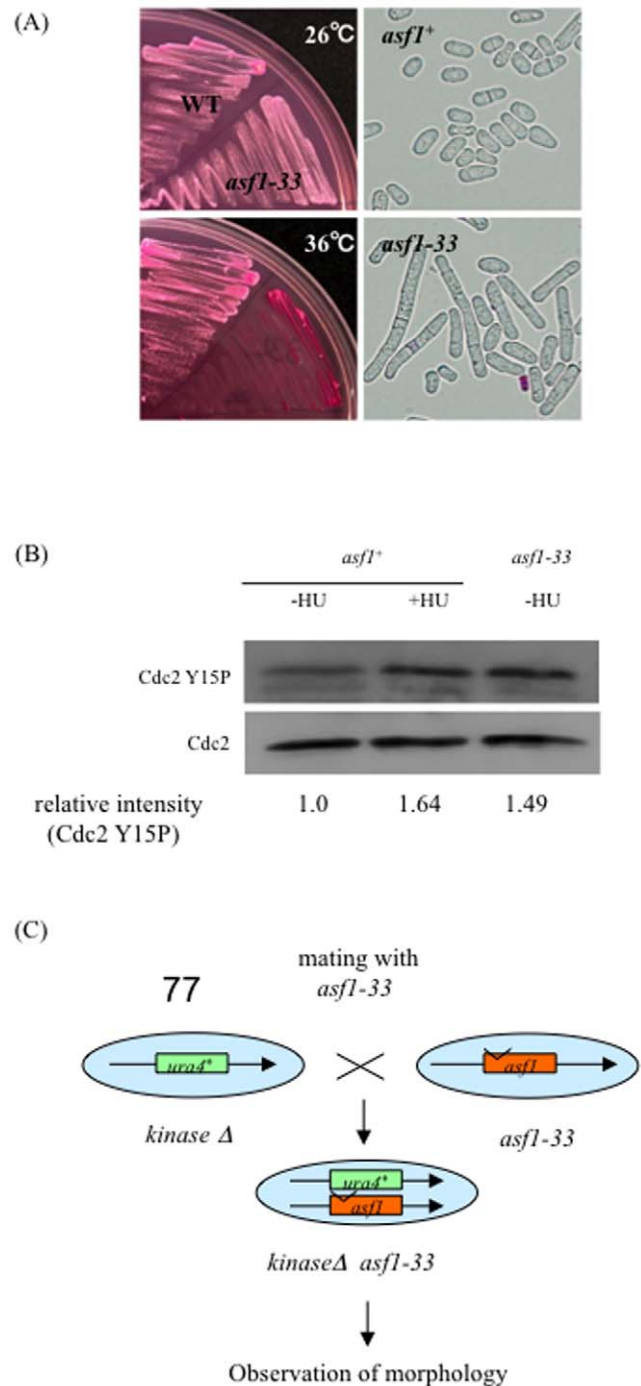 (A)
26℃
WT
asf1-33
asf1⁺
36℃
asf1-33
(B)
asf1⁺ asf1-33
-HU +HU -HU
Cdc2 Y15P
Cdc2
relative intensity 1.0 1.64 1.49
(Cdc2 Y15P)
(C)
77 mating with
asf1-33
ura4⁺ asf1
kinase Δ asf1-33
ura4⁺
asf1
kinaseΔ asf1-33
Observation of morphology